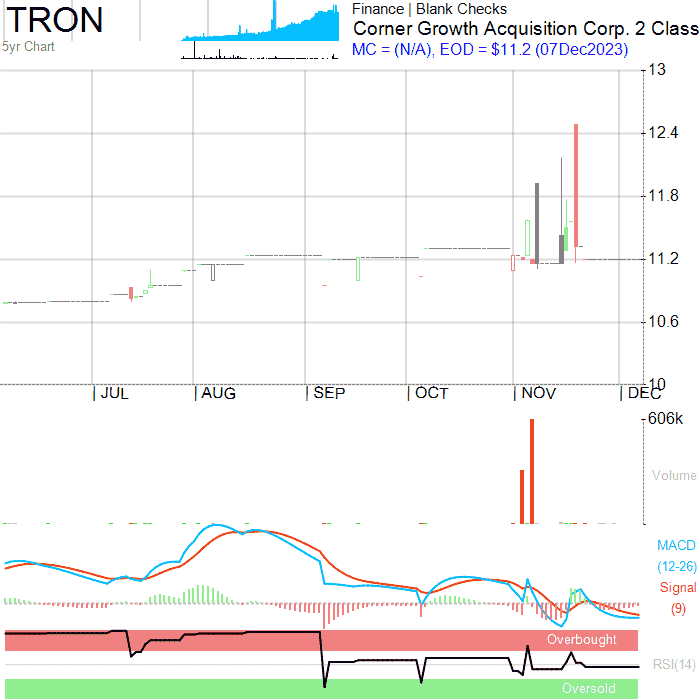 TRON
5yr Chart
Finance | Blank Checks
Corner Growth Acquisition Corp. 2 Class
MC = (N/A), EOD = $11.2 (07Dec2023)
13
12.4
11.8
11.2
10.6
10
JUL AUG SEP OCT NOV DEC
606k
Volume
MACD
(12-26)
Signal
(9)
Overbought
RSI(14)
Oversold